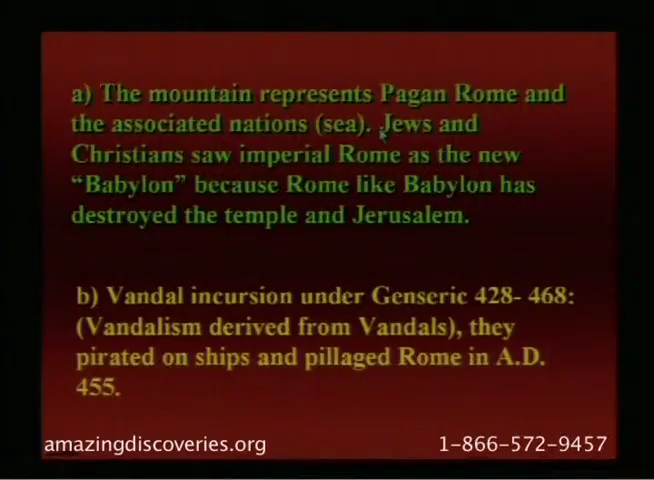 a) The mountain represents Pagan Rome and
the associated nations (sea). Jews and
Christians saw imperial Rome as the new
“Babylon” because Rome like Babylon has
destroyed the temple and Jerusalem.
b) Vandal incursion under Genseric 428- 468:
(Vandalism derived from Vandals), they
pirated on ships and pillaged Rome in A.D.
455.
amazingdiscoveries.org
1-866-572-9457